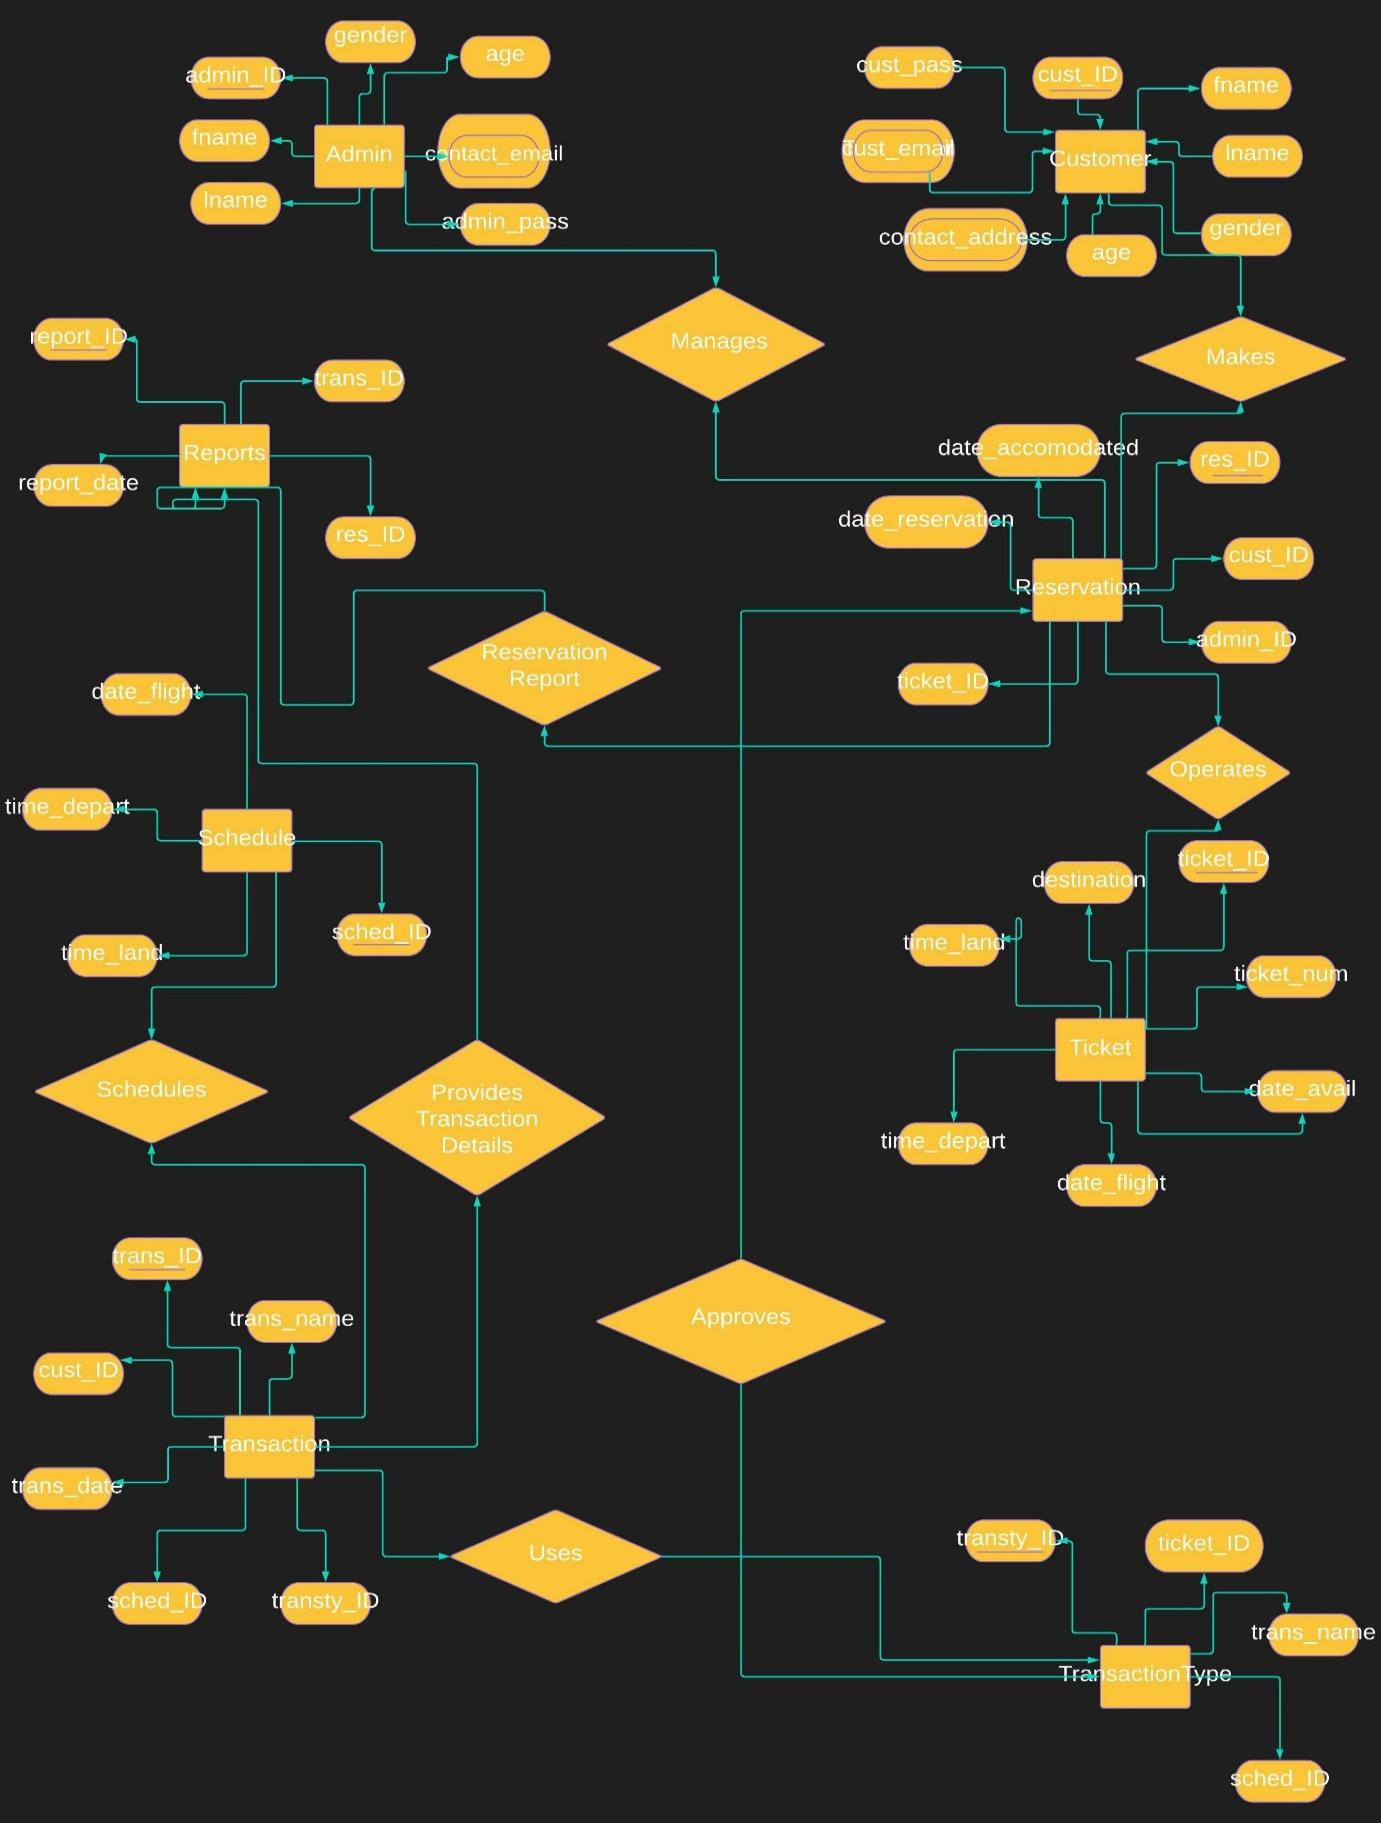 gender
age
admin_ID
fname
Admin
contact_email
lname
admin_pass
cust_pass
cust_ID
fname
cust_email
Customer
lname
contact_address
age
gender
Manages
Makes
report_ID
trans_ID
Reports
report_date
res_ID
date_accomodated
res_ID
date_reservation
cust_ID
Reservation
admin_ID
ticket_ID
Reservation
Report
date_flight
Operates
time_depart
Schedule
sched_ID
time_land
ticket_ID
destination
time_land
ticket_num
Ticket
date_avail
time_depart
date_flight
Schedules
Provides
Transaction
Details
trans_ID
trans_name
cust_ID
Approves
Transaction
trans_date
sched_ID
transty_ID
Uses
transty_ID
ticket_ID
trans_name
TransactionType
sched_ID